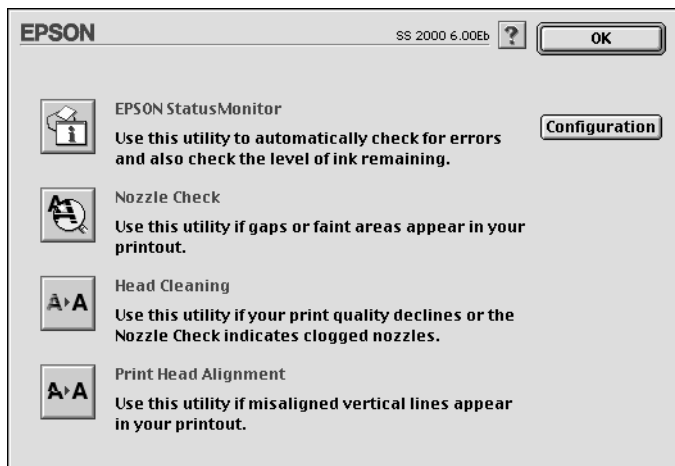 EPSON
SS 2000 6.00Eb
?
OK
EPSON StatusMonitor
Use this utility to automatically check for errors
and also check the level of ink remaining.
Configuration
Nozzle Check
Use this utility if gaps or faint areas appear in your
printout.
Head Cleaning
Use this utility if your print quality declines or the
Nozzle Check indicates clogged nozzles.
A A
Print Head Alignment
Use this utility if misaligned vertical lines appear
in your printout.
A A